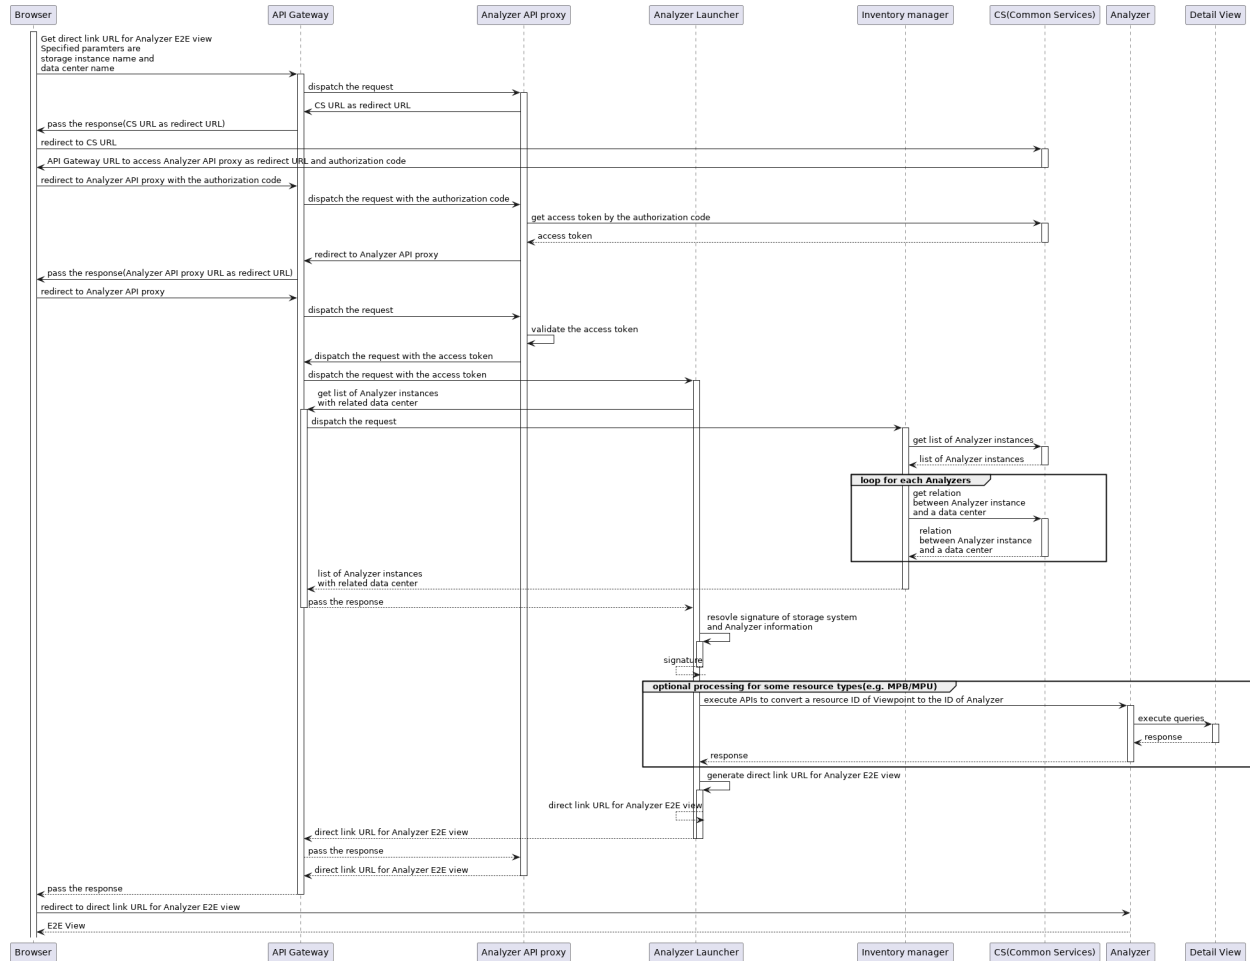 Browser
API Gateway
Analyzer API proxy
Analyzer Launcher
Inventory manager
CS(Common Services)
Analyzer
Detail View
Get direct link URL for Analyzer E2E view
Specified paramters are
storage instance name and
data center name
dispatch the request
CS URL as redirect URL
pass the response(CS URL as redirect URL)
redirect to CS URL
API Gateway URL to access Analyzer API proxy as redirect URL and authorization code
redirect to Analyzer API proxy with the authorization code
dispatch the request with the authorization code
get access token by the authorization code
access token
redirect to Analyzer API proxy
pass the response(Analyzer API proxy URL as redirect URL)
redirect to Analyzer API proxy
dispatch the request
validate the access token
dispatch the request with the access token
dispatch the request with the access token
get list of Analyzer instances
with related data center
dispatch the request
get list of Analyzer instances
list of Analyzer instances
loop for each Analyzers
get relation
between Analyzer instance
and a data center
relation
between Analyzer instance
and a data center
list of Analyzer instances
with related data center
pass the response
resovle signature of storage system
and Analyzer information
signature
optional processing for some resource types(e.g. MPB/MPU)
execute APIs to convert a resource ID of Viewpoint to the ID of Analyzer
execute queries
response
response
generate direct link URL for Analyzer E2E view
direct link URL for Analyzer E2E view
direct link URL for Analyzer E2E view
pass the response
direct link URL for Analyzer E2E view
pass the response
redirect to direct link URL for Analyzer E2E view
E2E View
Browser
API Gateway
Analyzer API proxy
Analyzer Launcher
Inventory manager
CS(Common Services)
Analyzer
Detail View